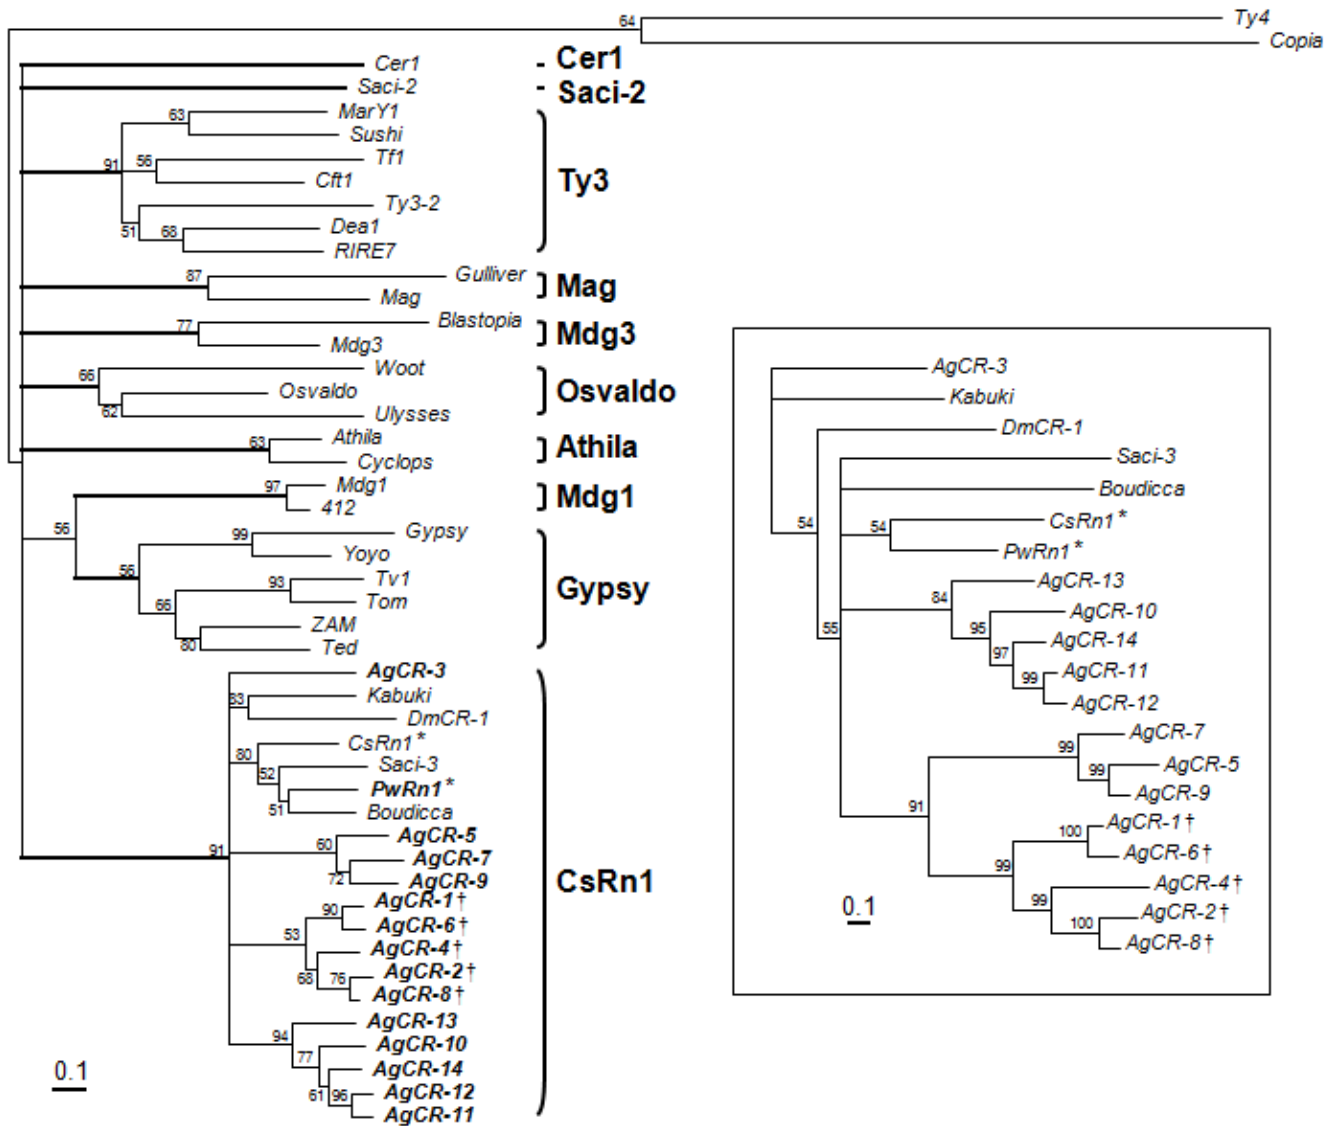 64
Ty4
Copia
Cer1
Cer1
Saci-2
Saci-2
MarY1
63
Sushi
91
56
Tf1
Cft1
Ty3
Ty3-2
51
68
Dea1
RIRE7
87
Gulliver
Mag
Mag
77
Blastopia
Mdg3
Mdg3
66
Woot
Osvaldo
62
Ulysses
Osvaldo
63
Athila
Cyclops
Athila
97
Mdg1
412
Mdg1
56
99
Gypsy
Yoyo
56
93
Tv1
Tom
66
ZAM
80
Ted
Gypsy
AgCR-3
83
Kabuki
DmCR-1
80
CsRn1*
52
Saci-3
PwRn1*
51
Boudicca
91
60
AgCR-5
AgCR-7
72
AgCR-9
CsRn1
90
AgCR-1†
AgCR-6†
53
AgCR-4†
68
76
AgCR-2†
AgCR-8†
94
AgCR-13
77
AgCR-10
AgCR-14
61
96
AgCR-12
AgCR-11
0.1
AgCR-3
Kabuki
DmCR-1
Saci-3
Boudicca
54
54
CsRn1*
PwRn1*
AgCR-13
84
AgCR-10
55
95
AgCR-14
97
AgCR-11
99
AgCR-12
AgCR-7
99
AgCR-5
99
AgCR-9
91
AgCR-1†
100
AgCR-6†
99
AgCR-4†
99
AgCR-2†
100
AgCR-8†
0.1